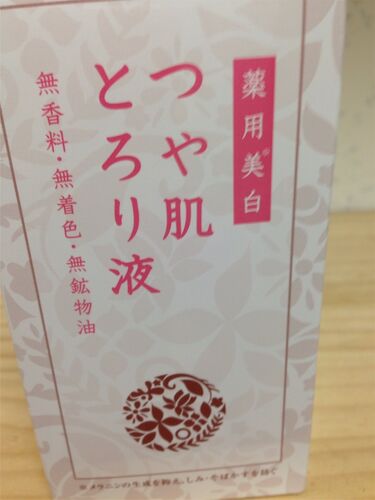 薬用美白※
つや肌
とろり液
無香料・無着色・無鉱物油
※メラニンの生成を抑え、しみ・そばかすを防ぐ